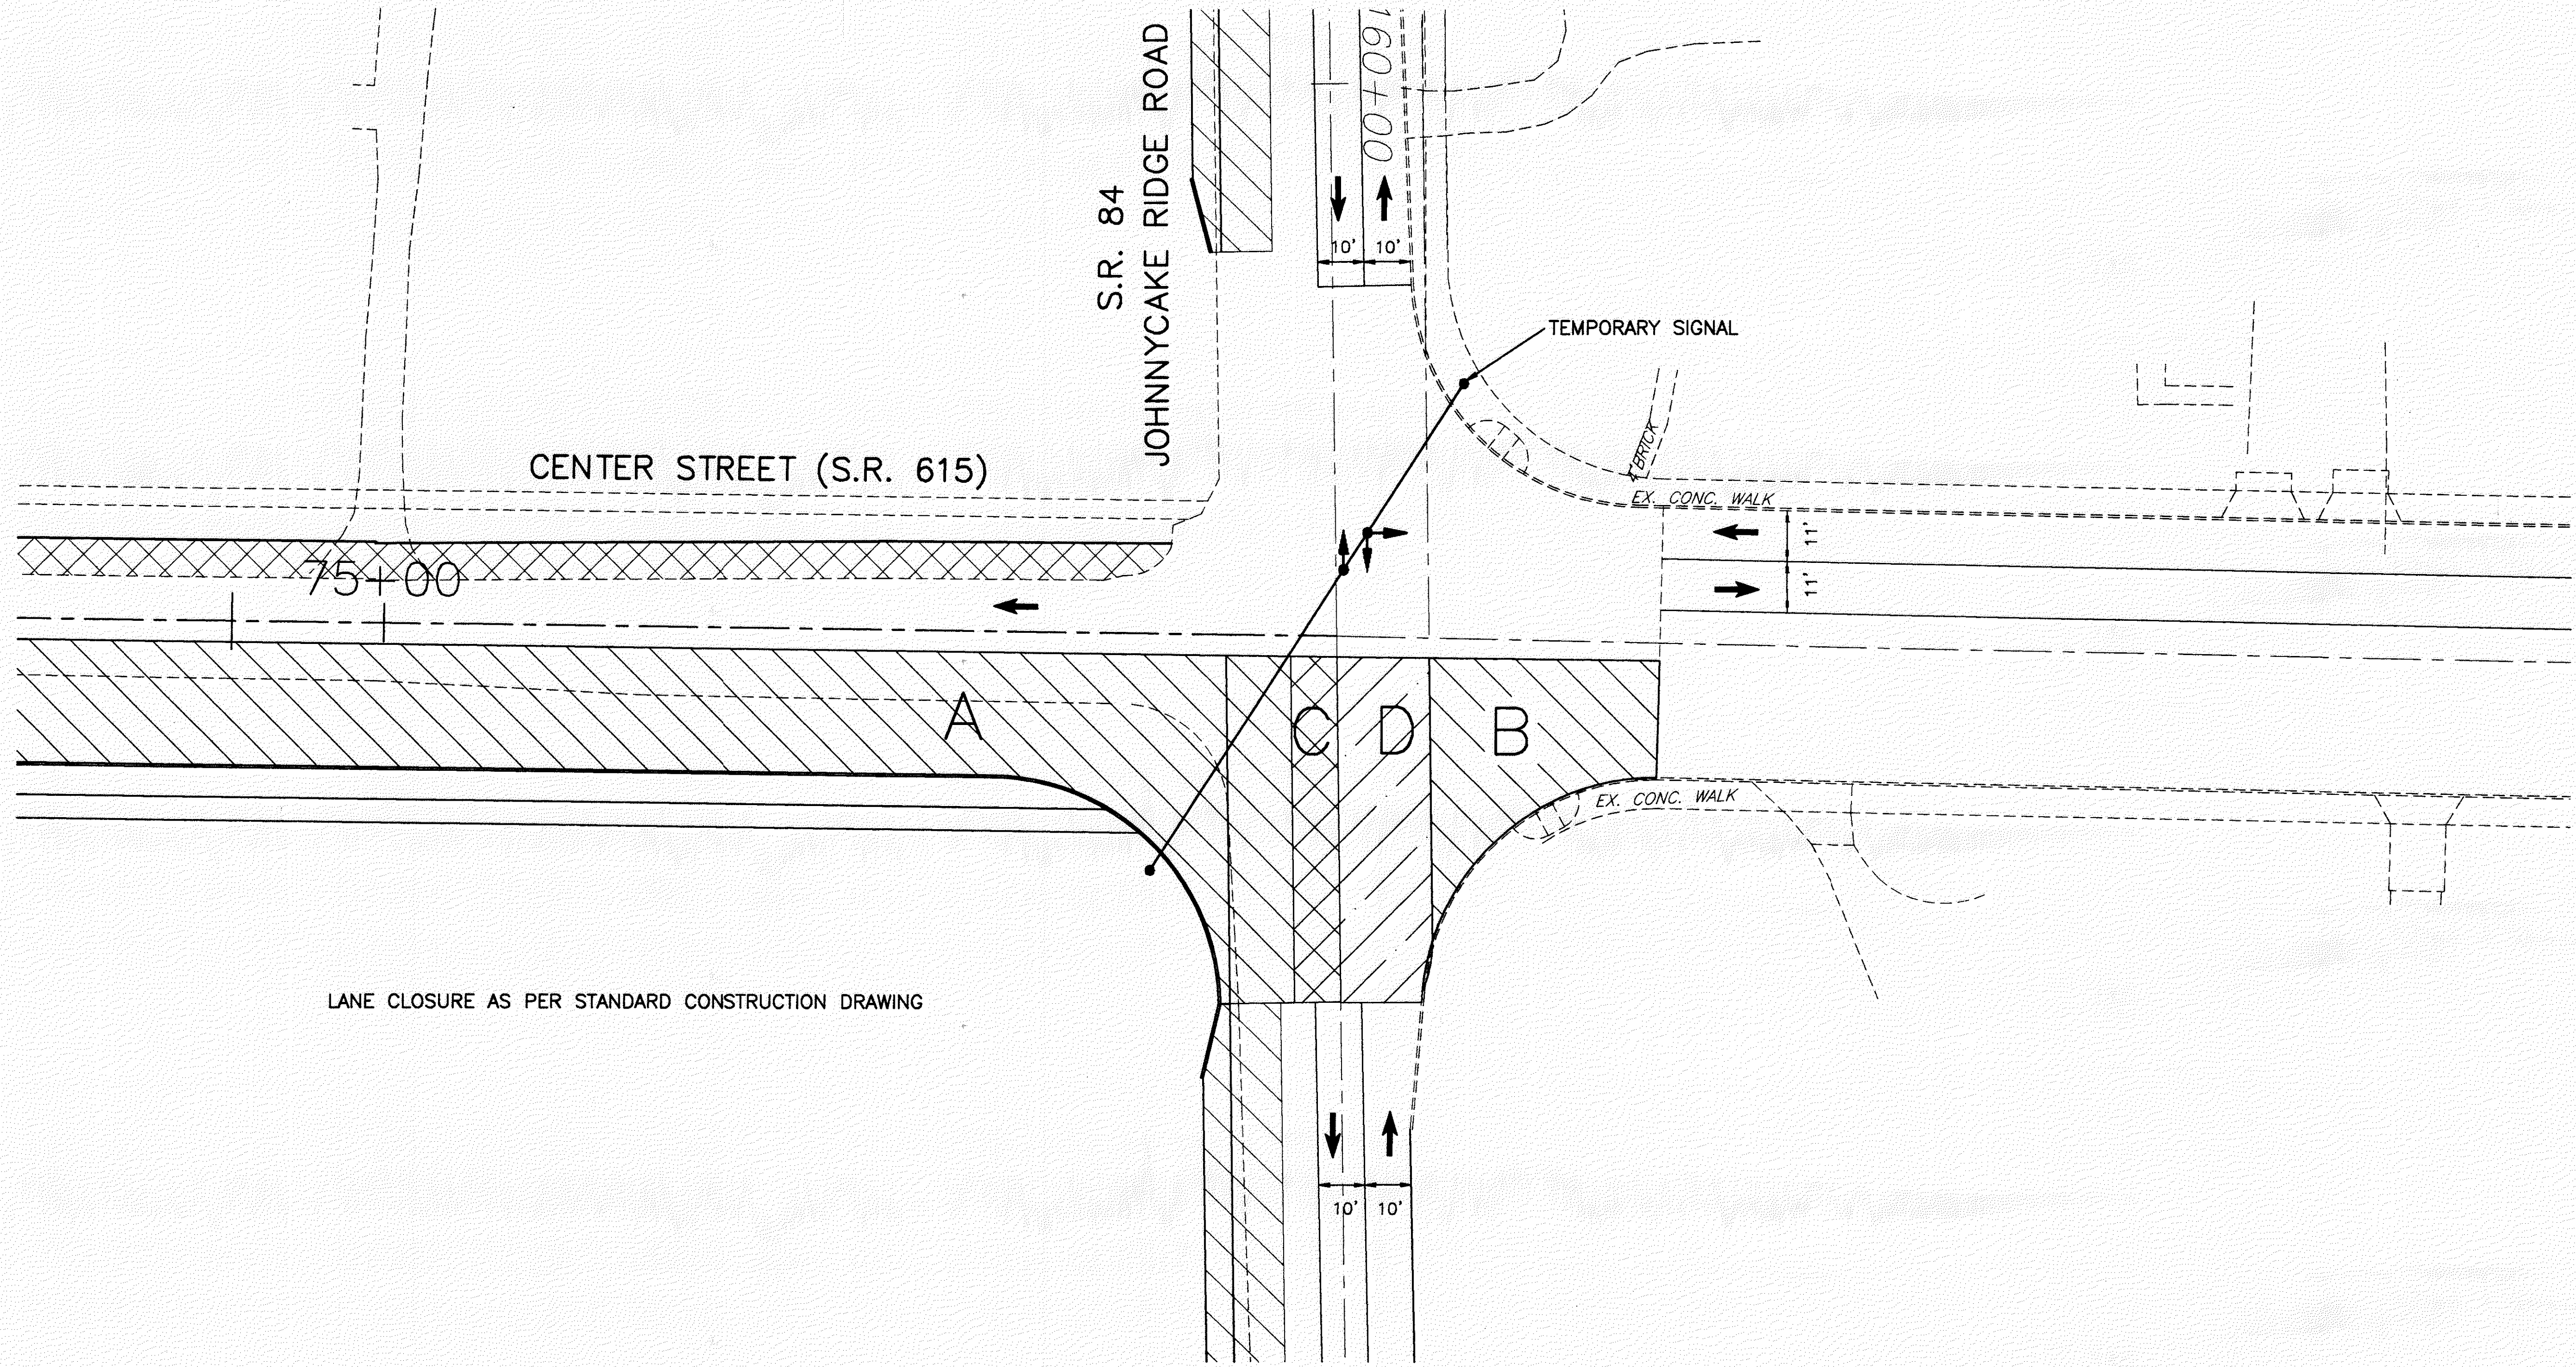 S.R. 84
JOHNNYCAKE RIDGE ROAD
160+00
10' 10'
TEMPORARY SIGNAL
CENTER STREET (S.R. 615)
BRICK
EX. CONC. WALK
11'
11'
75+00
A
C
D
B
EX. CONC. WALK
LANE CLOSURE AS PER STANDARD CONSTRUCTION DRAWING
10' 10'